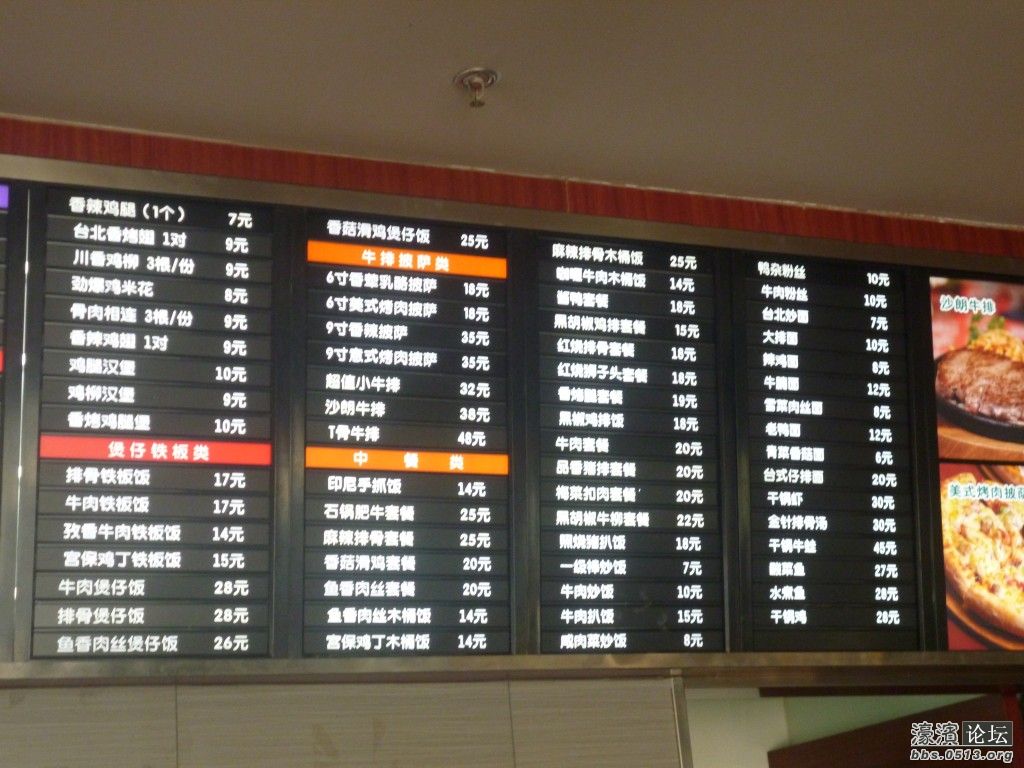 香辣鸡腿（1个） 7元
台北香烤翅 1对 9元
川香鸡柳 3根/份 9元
劲爆鸡米花 8元
骨肉相连 3根/份 9元
香辣鸡翅 1对 9元
鸡腿汉堡 10元
鸡柳汉堡 9元
香烤鸡腿堡 10元
煲仔铁板类
排骨铁板饭 17元
牛肉铁板饭 17元
孜香牛肉铁板饭 14元
宫保鸡丁铁板饭 15元
牛肉煲仔饭 28元
排骨煲仔饭 28元
鱼香肉丝煲仔饭 26元
香菇滑鸡煲仔饭 25元
牛排披萨类
6寸香草乳酪披萨 18元
6寸美式烤肉披萨 18元
9寸香辣披萨 35元
9寸意式烤肉披萨 35元
超值小牛排 32元
沙朗牛排 38元
T骨牛排 48元
中餐类
印尼手抓饭 14元
石锅肥牛套餐 25元
麻辣排骨套餐 25元
香菇滑鸡套餐 20元
鱼香肉丝套餐 20元
鱼香肉丝木桶饭 14元
宫保鸡丁木桶饭 14元
麻辣排骨木桶饭 25元
咖喱牛肉木桶饭 14元
酱鸭套餐 18元
黑胡椒鸡排套餐 15元
红烧排骨套餐 18元
红烧狮子头套餐 18元
香烤腿套餐 19元
黑椒鸡排饭 18元
牛肉套餐 20元
品香猪排套餐 20元
梅菜扣肉套餐 20元
黑胡椒牛柳套餐 22元
照烧猪扒饭 18元
一级棒炒饭 7元
牛肉炒饭 10元
牛肉扒饭 15元
咸肉菜炒饭 8元
鸭杂粉丝 10元
牛肉粉丝 10元
台北炒面 7元
大排面 10元
辣鸡面 8元
牛腩面 12元
雪菜肉丝面 8元
老鸭面 12元
青菜香菇面 6元
台式仔排面 20元
干锅虾 30元
金针排骨汤 30元
干锅牛蛙 45元
酸菜鱼 27元
水煮鱼 28元
干锅鸡 28元
沙朗牛排
美式烤肉披萨
濠滨论坛
bbs.0513.org